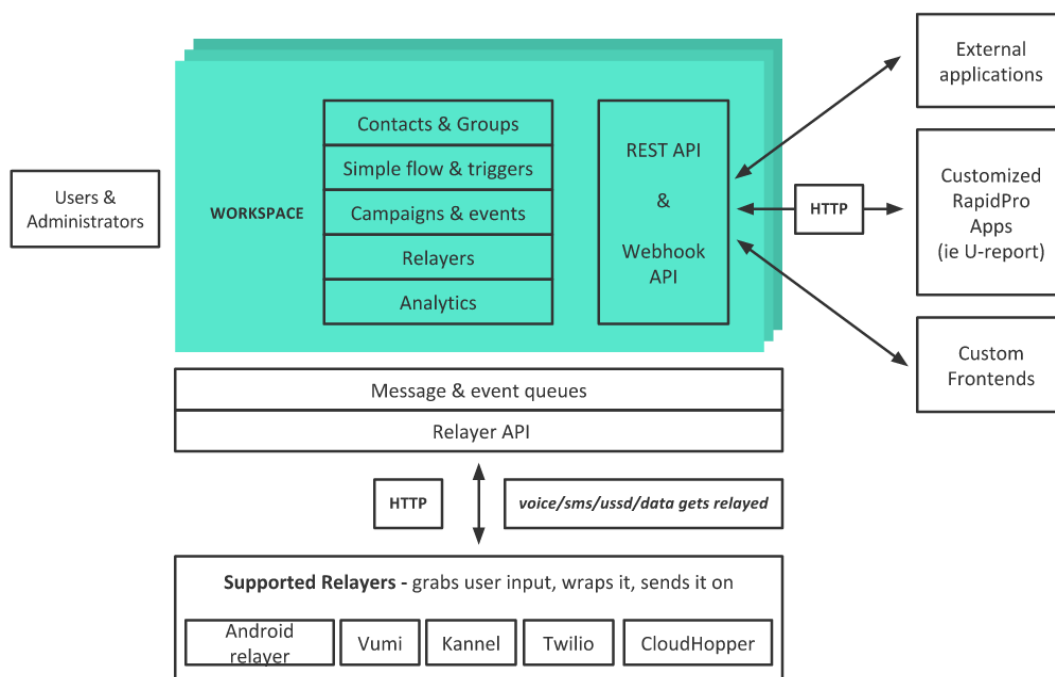 Users &
Administrators
WORKSPACE
Contacts & Groups
Simple flow & triggers
Campaigns & events
Relayers
Analytics
REST API
&
Webhook
API
HTTP
External
applications
Customized
RapidPro
Apps
(ie U-report)
Custom
Frontends
Message & event queues
Relayer API
HTTP
voice/sms/ussd/data gets relayed
Supported Relayers - grabs user input, wraps it, sends it on
Android
relayer
Vumi
Kannel
Twilio
CloudHopper